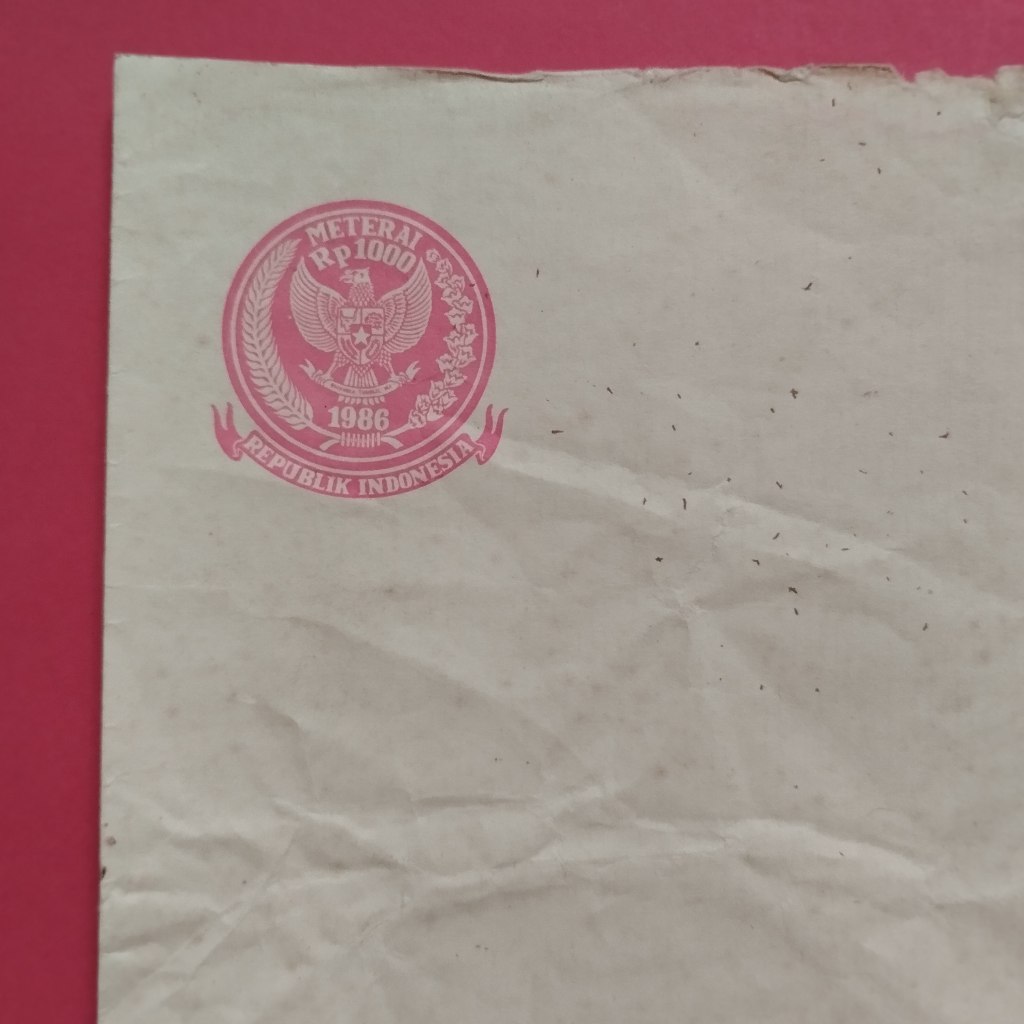 METERAI
Rp1000
1986
REPUBLIK INDONESIA